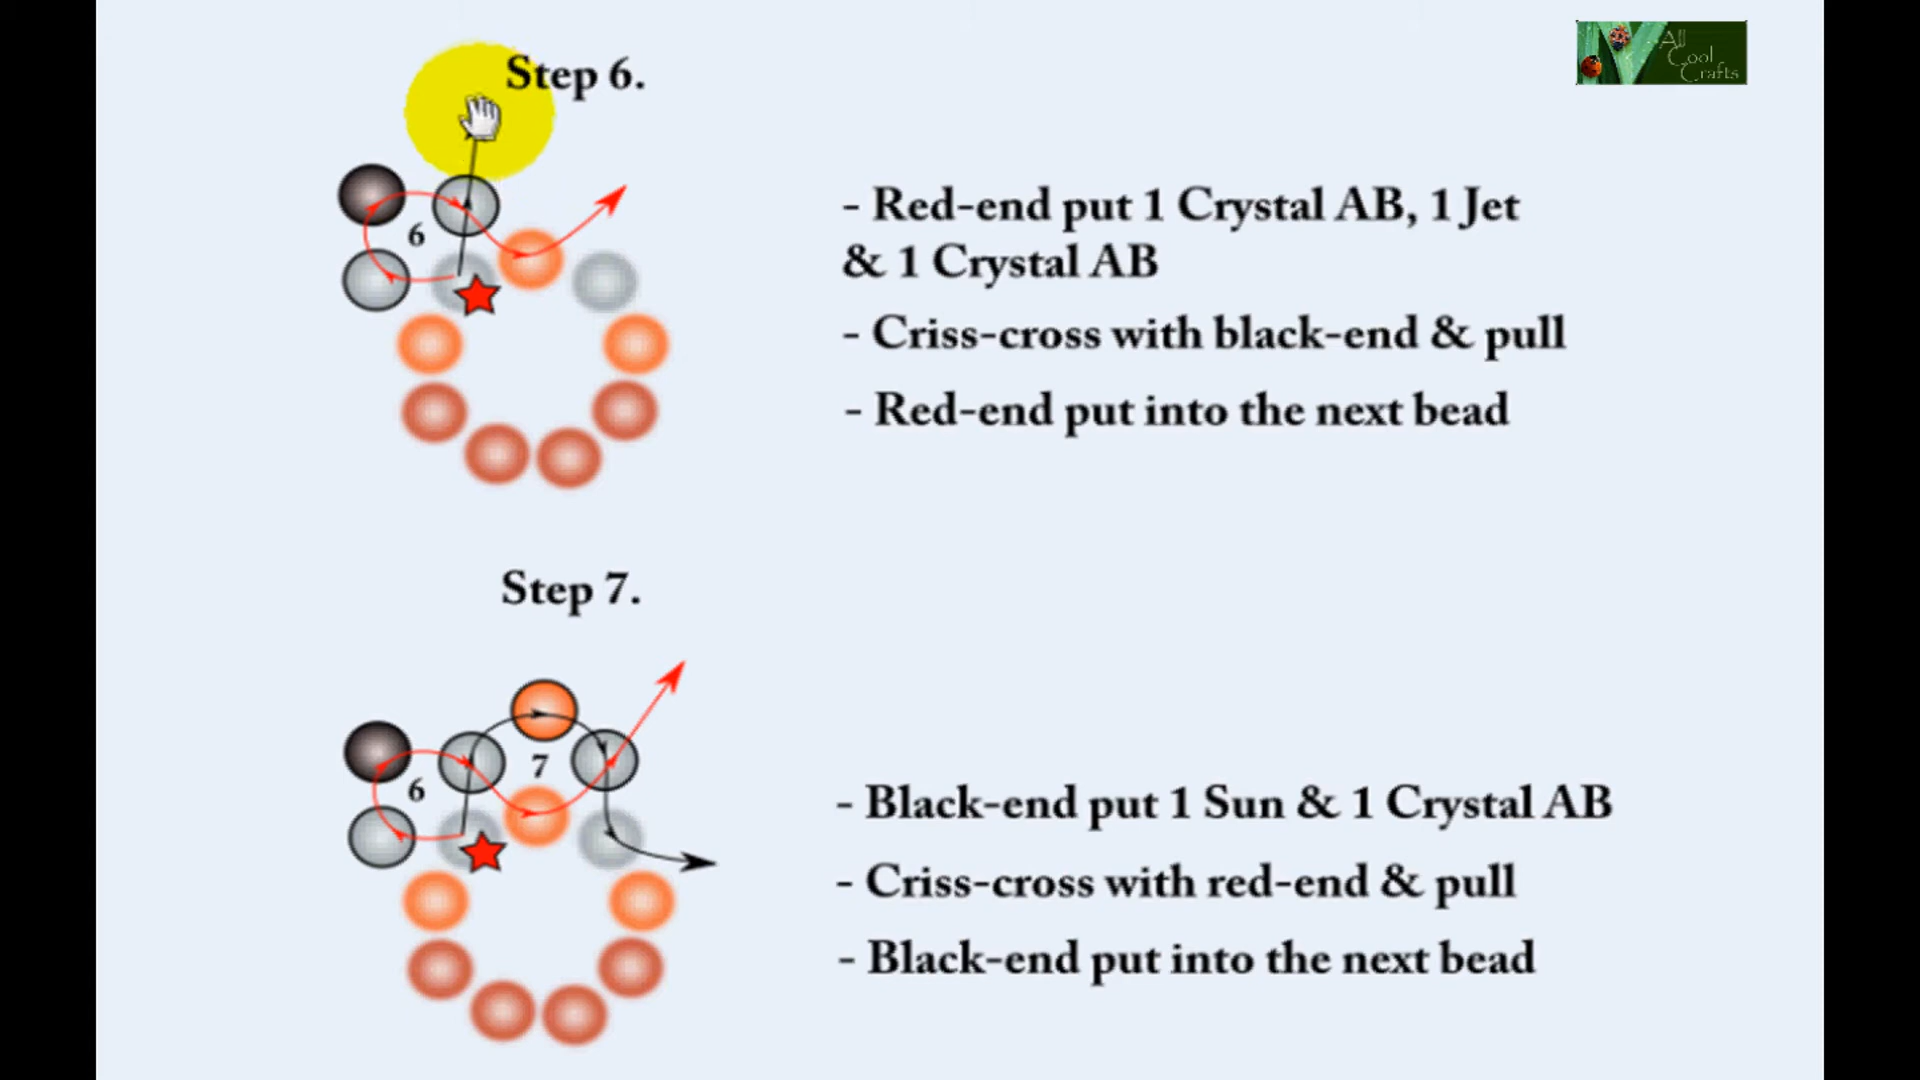 All
Cool
Crafts
Step 6.
6
- Red-end put 1 Crystal AB, 1 Jet
& 1 Crystal AB
- Criss-cross with black-end & pull
- Red-end put into the next bead
Step 7.
7
6
- Black-end put 1 Sun & 1 Crystal AB
- Criss-cross with red-end & pull
- Black-end put into the next bead